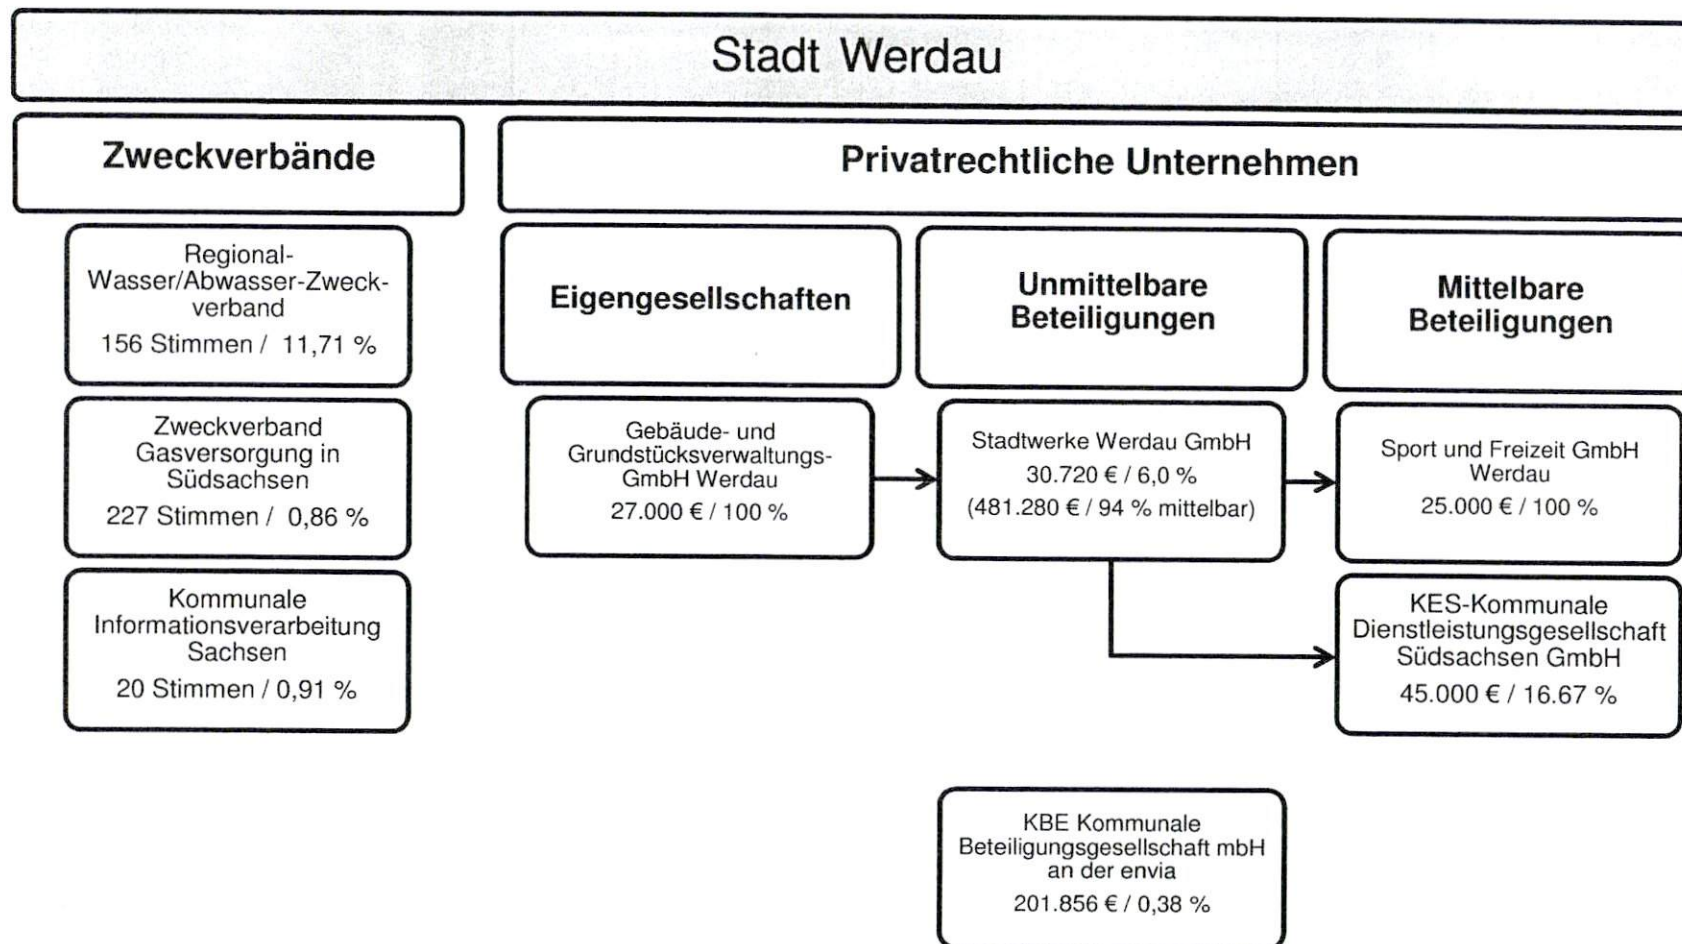 Stadt Werdau
Zweckverbände
Privatrechtliche Unternehmen
Regional-
Wasser/Abwasser-Zweck-
verband
156 Stimmen / 11,71 %
Zweckverband
Gasversorgung in
Südsachsen
227 Stimmen / 0,86 %
Kommunale
Informationsverarbeitung
Sachsen
20 Stimmen / 0,91 %
Eigengesellschaften
Gebäude- und
Grundstücksverwaltungs-
GmbH Werdau
27.000 € / 100 %
Unmittelbare
Beteiligungen
Stadtwerke Werdau GmbH
30.720 € / 6,0 %
(481.280 € / 94 % mittelbar)
KBE Kommunale
Beteiligungsgesellschaft mbH
an der envia
201.856 € / 0,38 %
Mittelbare
Beteiligungen
Sport und Freizeit GmbH
Werdau
25.000 € / 100 %
KES-Kommunale
Dienstleistungsgesellschaft
Südsachsen GmbH
45.000 € / 16.67 %